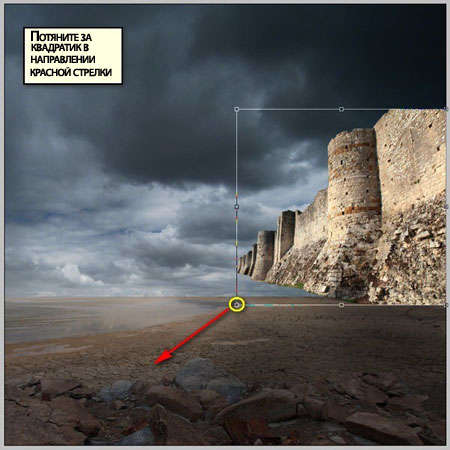 Потяните за
квадратик в
направлении
красной стрелки